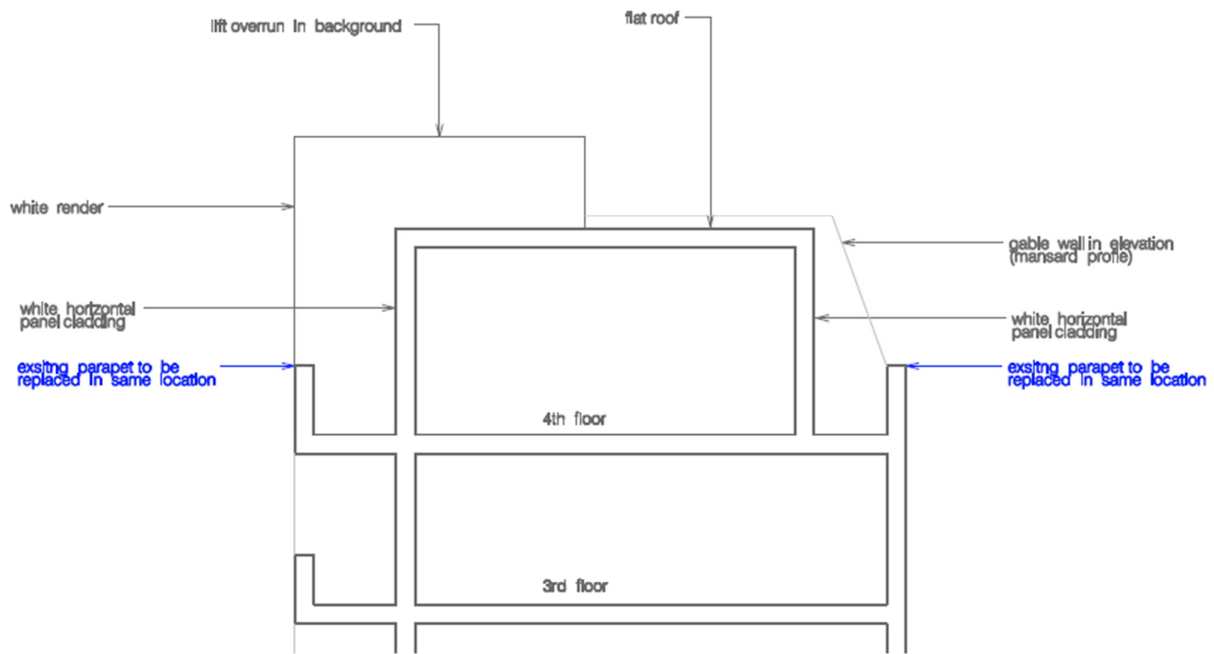 lift overrun in background
flat roof
white render
gable wall in elevation
(mansard profile)
white horizontal
panel cladding
white horizontal
panel cladding
exsitng parapet to be
replaced in same location
exsitng parapet to be
replaced in same location
4th floor
3rd floor